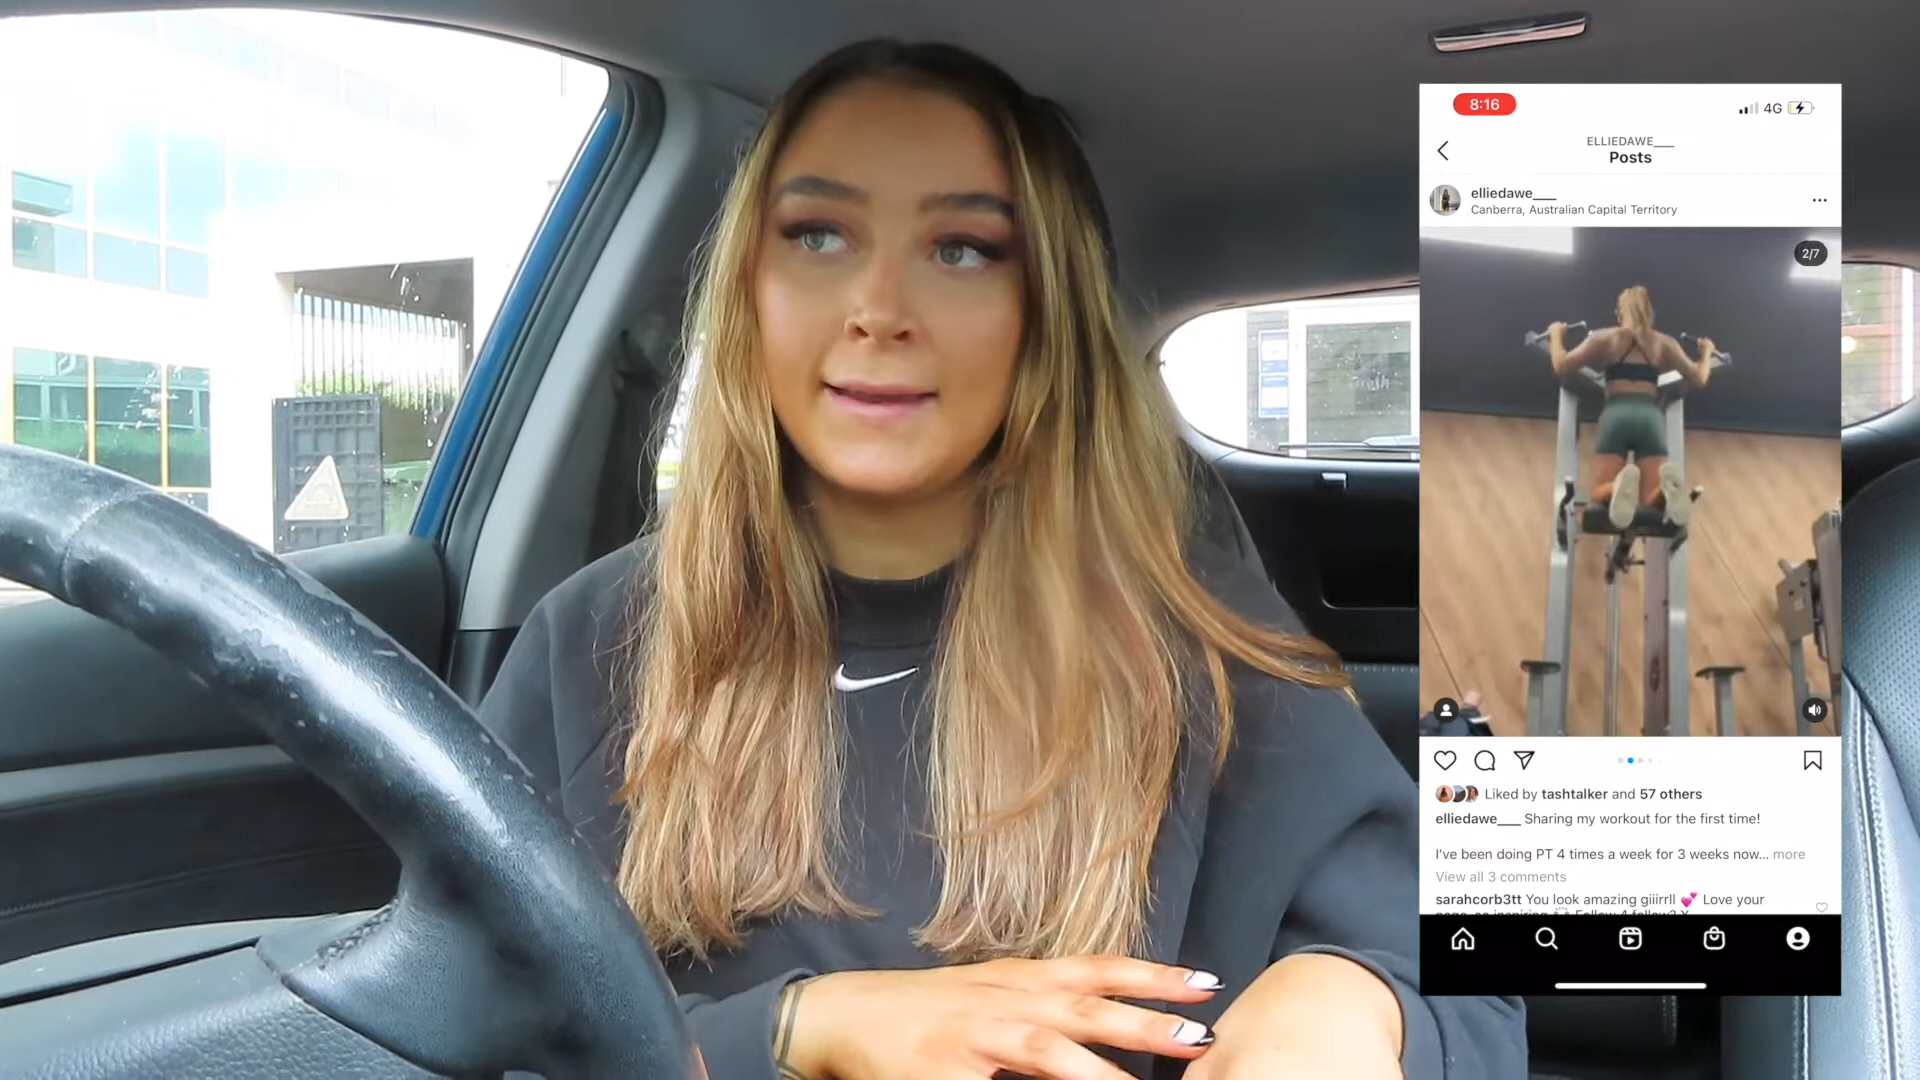 8:16
4G
ELLIEDAWE___
Posts
elliedawe___
Canberra, Australian Capital Territory
2/7
Liked by tashtalker and 57 others
elliedawe___ Sharing my workout for the first time!
I've been doing PT 4 times a week for 3 weeks now... more
View all 3 comments
sarahcorb3tt You look amazing giiirrll 💕 Love your